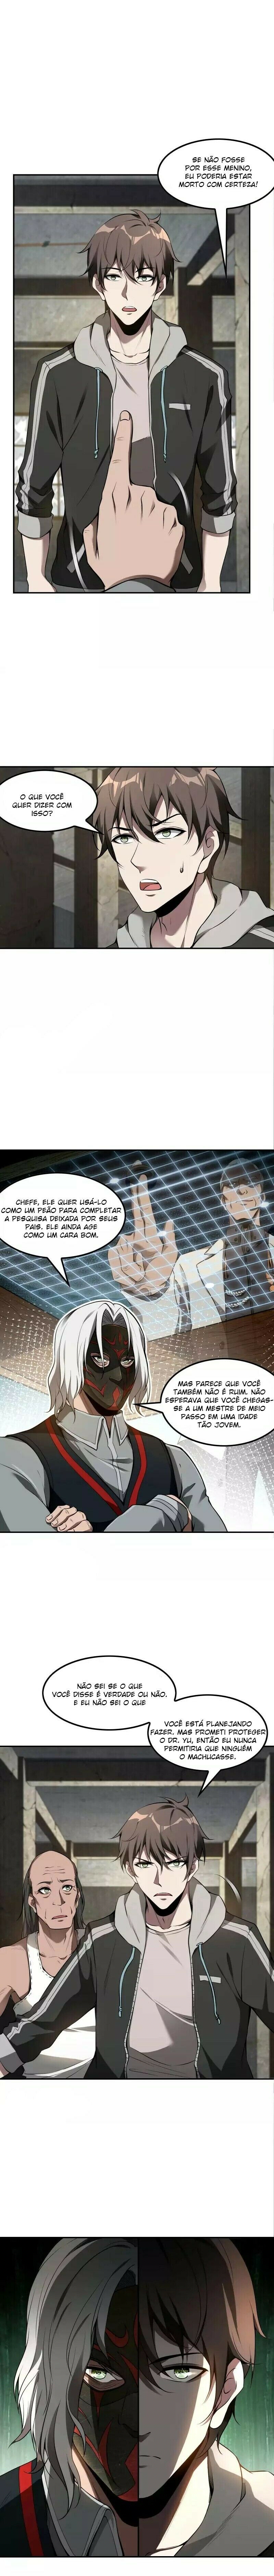 SE NÃO FOSSE
POR ESSE MENINO,
EU PODERIA ESTAR
MORTO COM CERTEZA!
O QUE VOCÊ
QUER DIZER COM
ISSO?
CHEFE, ELE QUER USÁ-LO
COMO UM PEÃO PARA COMPLETAR
A PESQUISA DEIXADA POR SEUS
PAIS. ELE AINDA AGE
COMO UM CARA BOM.
MAS PARECE QUE VOCÊ
TAMBÉM NÃO É RUIM. NÃO
ESPERAVA QUE VOCÊ CHEGAS-
SE A UM MESTRE DE MEIO
PASSO EM UMA IDADE
TÃO JOVEM.
NÃO SEI SE O QUE
VOCÊ DISSE É VERDADE OU NÃO.
E EU NÃO SEI O QUE
VOCÊ ESTÁ PLANEJANDO
FAZER. MAS PROMETI PROTEGER
O DR. YU, ENTÃO EU NUNCA
PERMITIRIA QUE NINGUÉM
O MACHUCASSE.